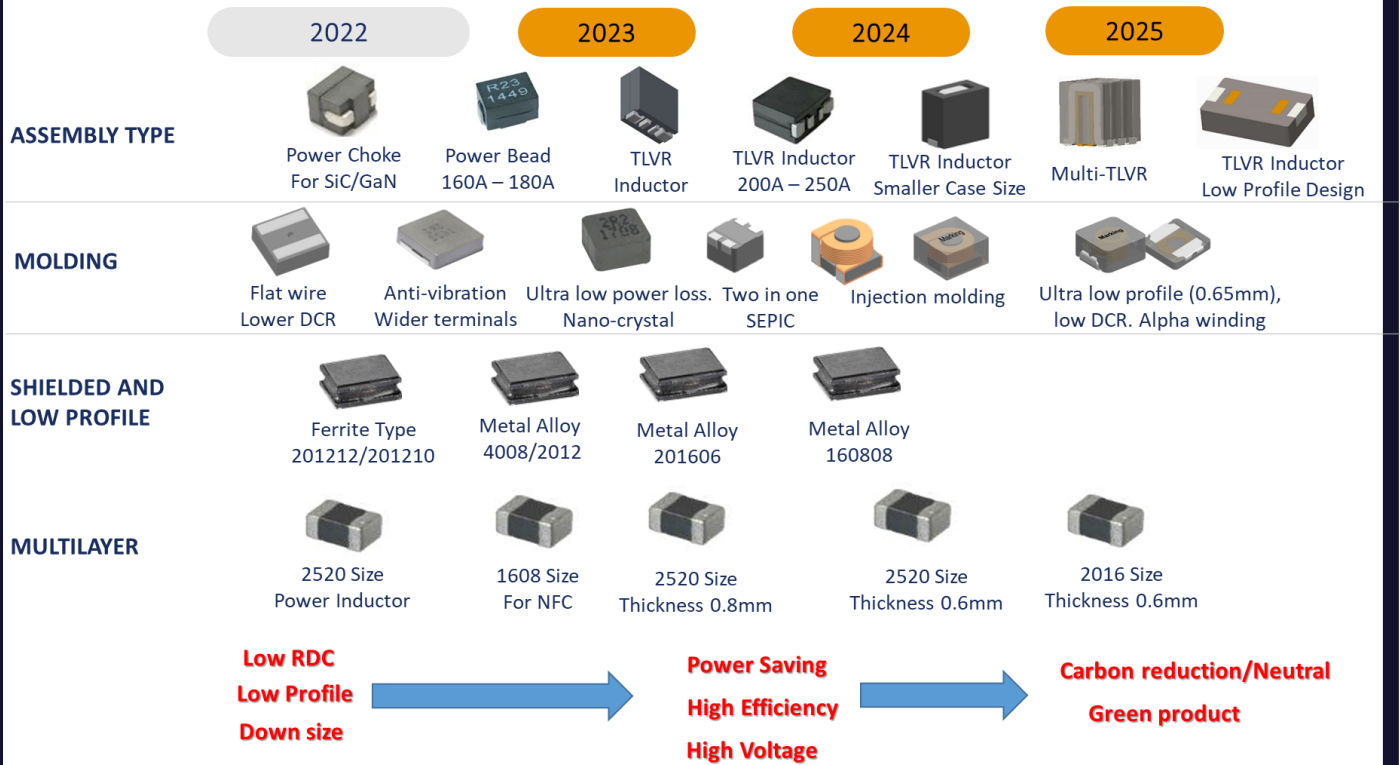 2022
2023
2024
2025
ASSEMBLY TYPE
R23
1449
Power Choke
For SiC/GaN
Power Bead
160A – 180A
TLVR
Inductor
TLVR Inductor
200A – 250A
TLVR Inductor
Smaller Case Size
Multi-TLVR
TLVR Inductor
Low Profile Design
MOLDING
2R2
Marking
Marking
Flat wire
Lower DCR
Anti-vibration
Wider terminals
Ultra low power loss.
Nano-crystal
Two in one
SEPIC
Injection molding
Ultra low profile (0.65mm),
low DCR. Alpha winding
SHIELDED AND
LOW PROFILE
Ferrite Type
201212/201210
Metal Alloy
4008/2012
Metal Alloy
201606
Metal Alloy
160808
MULTILAYER
2520 Size
Power Inductor
1608 Size
For NFC
2520 Size
Thickness 0.8mm
2520 Size
Thickness 0.6mm
2016 Size
Thickness 0.6mm
Low RDC
Low Profile
Down size
Power Saving
High Efficiency
High Voltage
Carbon reduction/Neutral
Green product